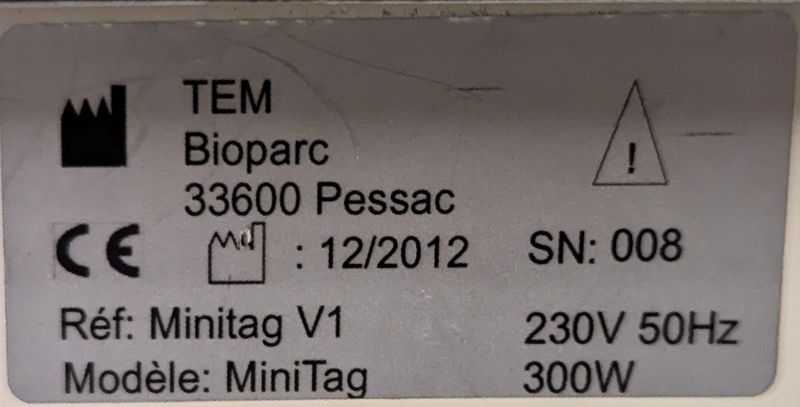 TEM
Bioparc
33600 Pessac
!
CE : 12/2012 SN: 008
Réf: Minitag V1 230V 50Hz
Modèle: MiniTag 300W